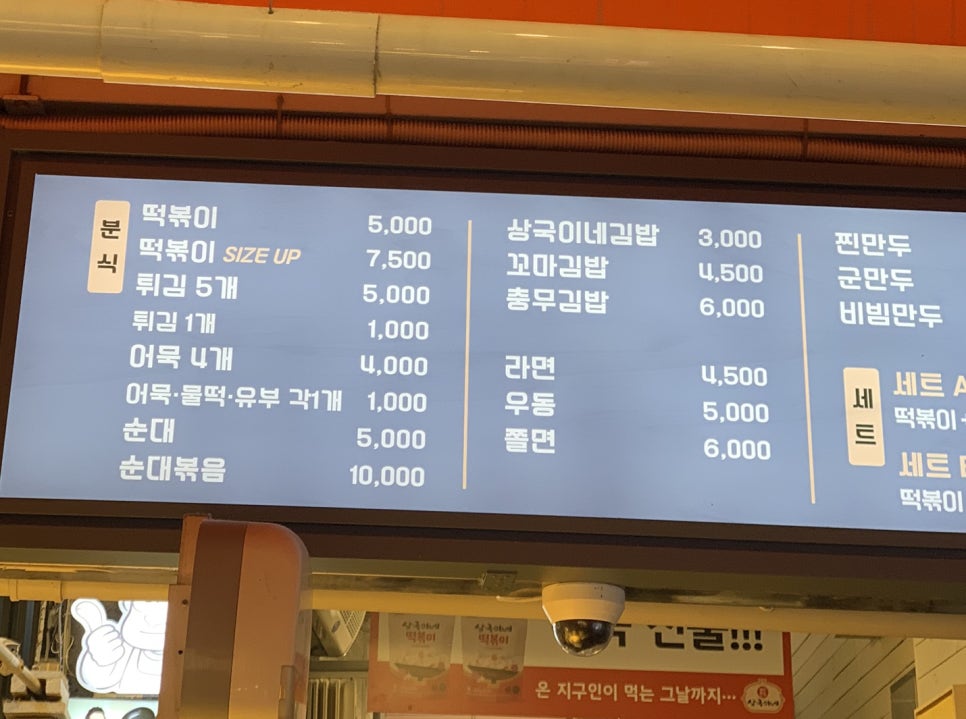 분식
떡볶이 5,000
떡볶이 SIZE UP 7,500
튀김 5개 5,000
튀김 1개 1,000
어묵 4개 4,000
어묵·물떡·유부 각1개 1,000
순대 5,000
순대볶음 10,000
상국이네김밥 3,000
꼬마김밥 4,500
충무김밥 6,000
라면 4,500
우동 5,000
쫄면 6,000
찐만두
군만두
비빔만두
세트
세트 A
떡볶이
세트
떡볶이
상국이네
떡볶이
떡볶이
선물!!!
온 지구인이 먹는 그날까지...
상국이네